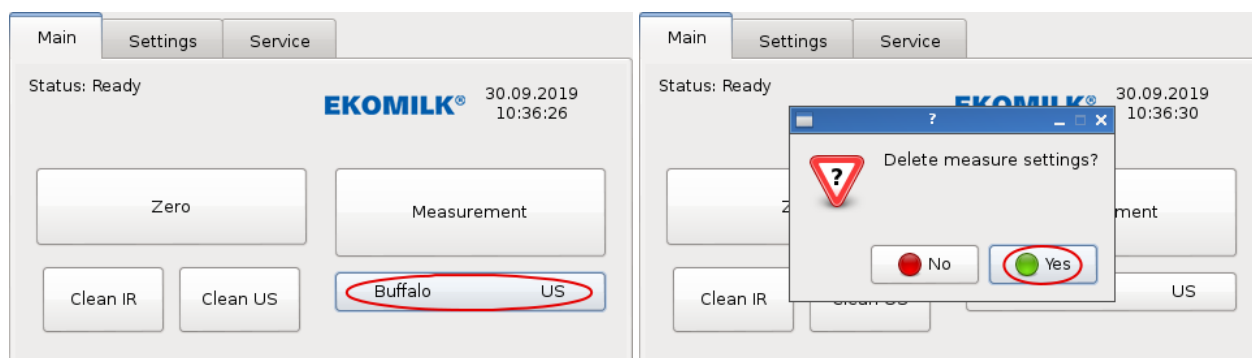 Main Settings Service
Status: Ready
EKOMILK® 30.09.2019
10:36:26
Zero Measurement
Clean IR Clean US Buffalo US
Main Settings Service
Status: Ready
EKOMILK® 30.09.2019
10:36:30
?
Delete measure settings?
?
No Yes
Clean IR US